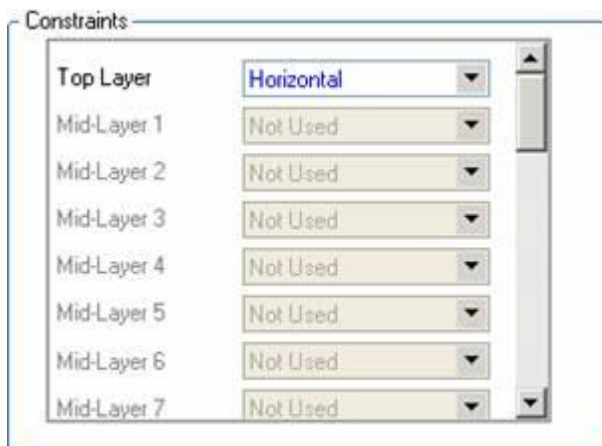 Constraints
Top Layer Horizontal
Mid-Layer 1 Not Used
Mid-Layer 2 Not Used
Mid-Layer 3 Not Used
Mid-Layer 4 Not Used
Mid-Layer 5 Not Used
Mid-Layer 6 Not Used
Mid-Layer 7 Not Used